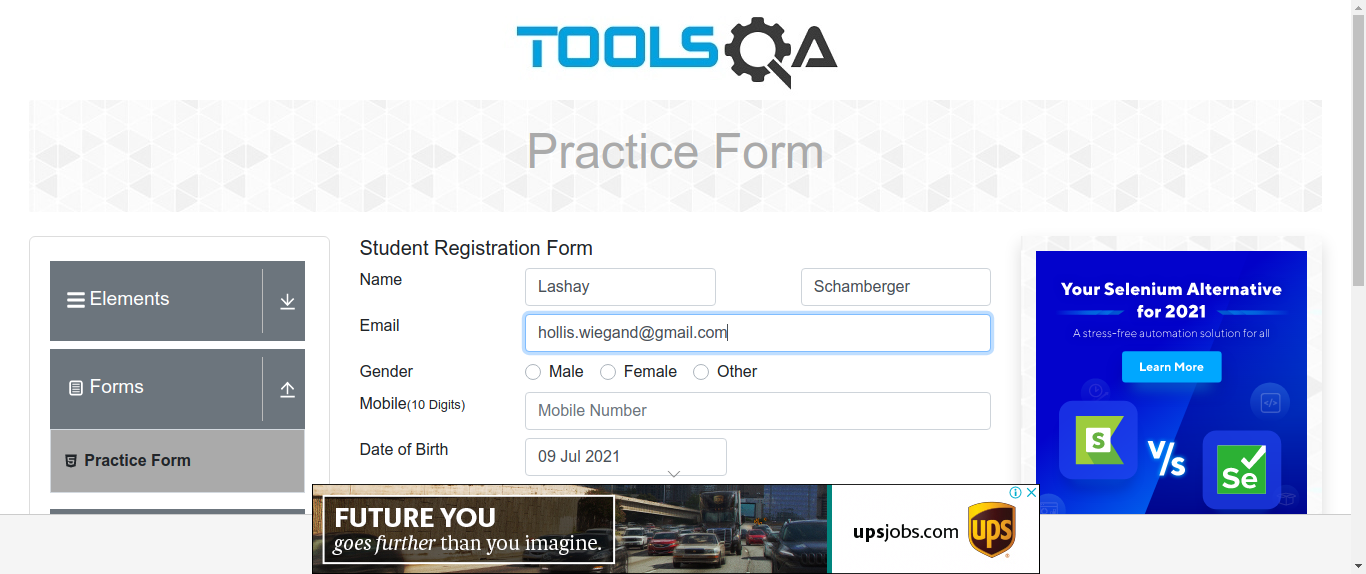 TOOLSQA
Practice Form
Elements
Forms
Practice Form
Student Registration Form
Name
Lashay
Schamberger
Email
hollis.wiegand@gmail.com
Gender
Male
Female
Other
Mobile(10 Digits)
Mobile Number
Date of Birth
09 Jul 2021
Your Selenium Alternative
for 2021
A stress-free automation solution for all
Learn More
S
V/s
Se
FUTURE YOU
goes further than you imagine.
upsjobs.com
ups